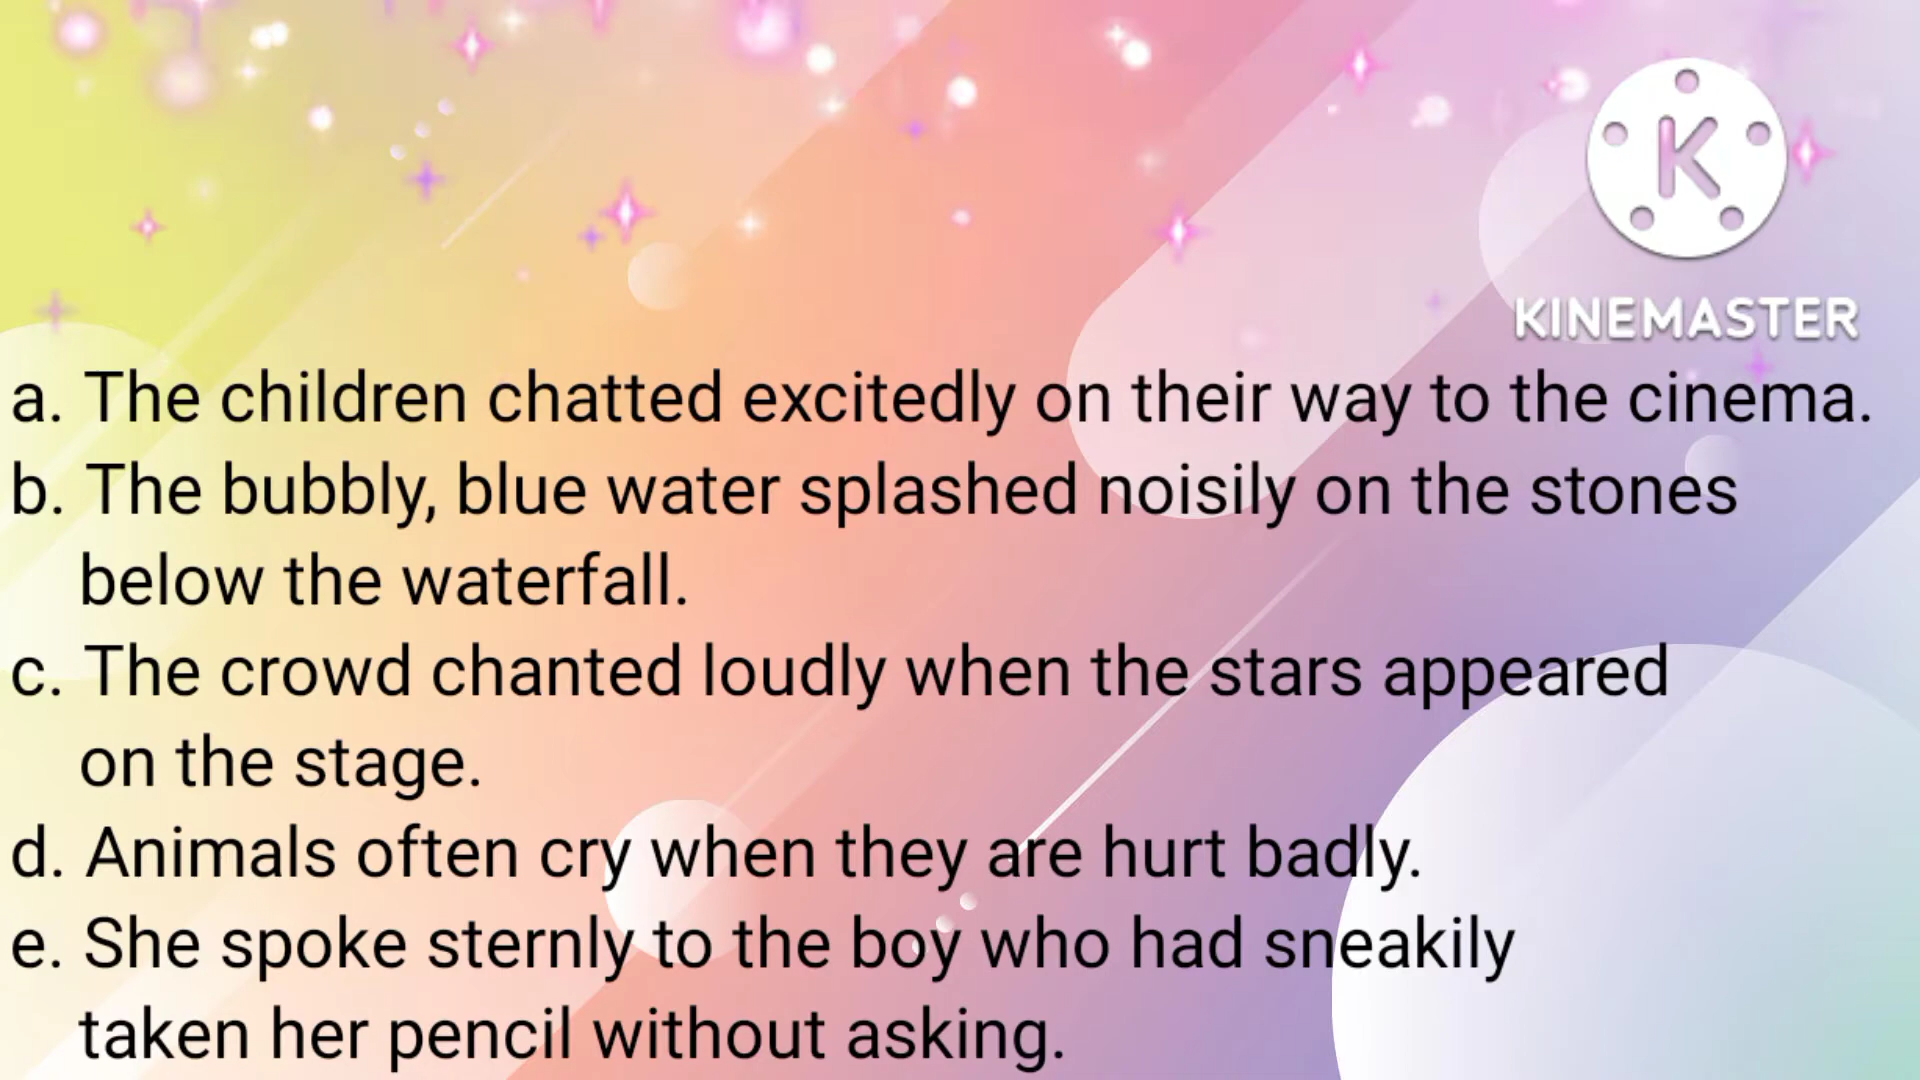 K
KINEMASTER
a. The children chatted excitedly on their way to the cinema.
b. The bubbly, blue water splashed noisily on the stones
below the waterfall.
c. The crowd chanted loudly when the stars appeared
on the stage.
d. Animals often cry when they are hurt badly.
e. She spoke sternly to the boy who had sneakily
taken her pencil without asking.